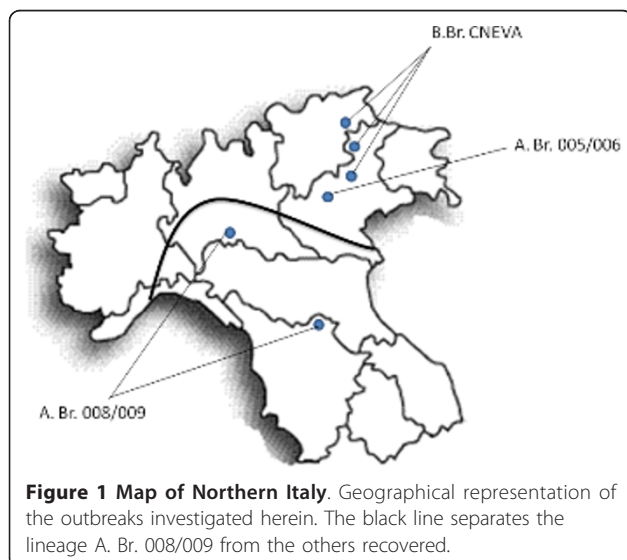 B.Br. CNEVA
A. Br. 005/006
A. Br. 008/009
Figure 1 Map of Northern Italy. Geographical representation of
the outbreaks investigated herein. The black line separates the
lineage A. Br. 008/009 from the others recovered.